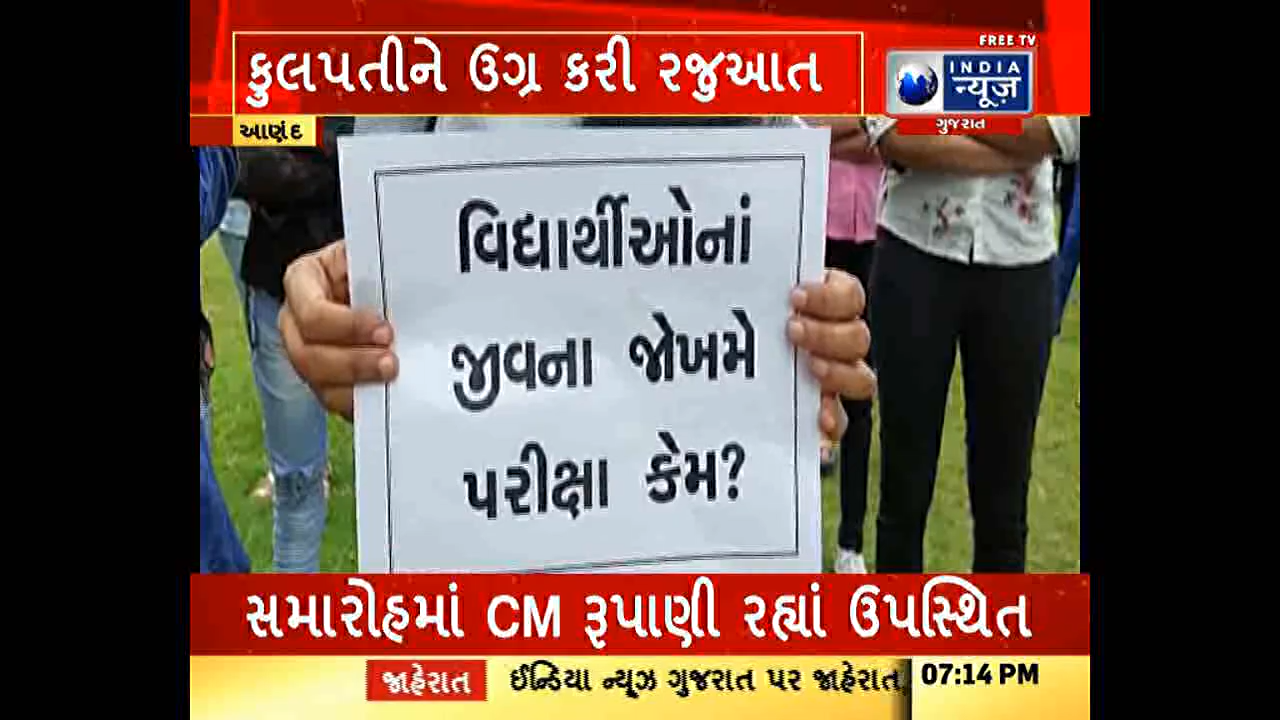 FREE TV
કુલપતીને ઉગ્ર કરી રજુઆત
INDIA
न्यूज़
ગુજરાત
આણંદ
વિદ્યાર્થીઓનાં
જીવના જોખમે
પરીક્ષા કેમ?
સમારોહમાં CM રૂપાણી રહ્યાં ઉપસ્થિત
જાહેરાત ઈન્ડિયા ન્યૂઝ ગુજરાત પર જાહેરાત 07:14 PM